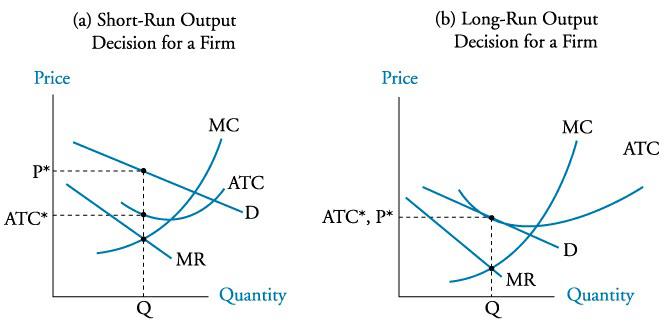 (a) Short-Run Output
Decision for a Firm
Price
MC
P*
ATC
ATC*
D
MR
Q
Quantity
(b) Long-Run Output
Decision for a Firm
Price
MC
ATC
ATC*, P*
D
MR
Q
Quantity